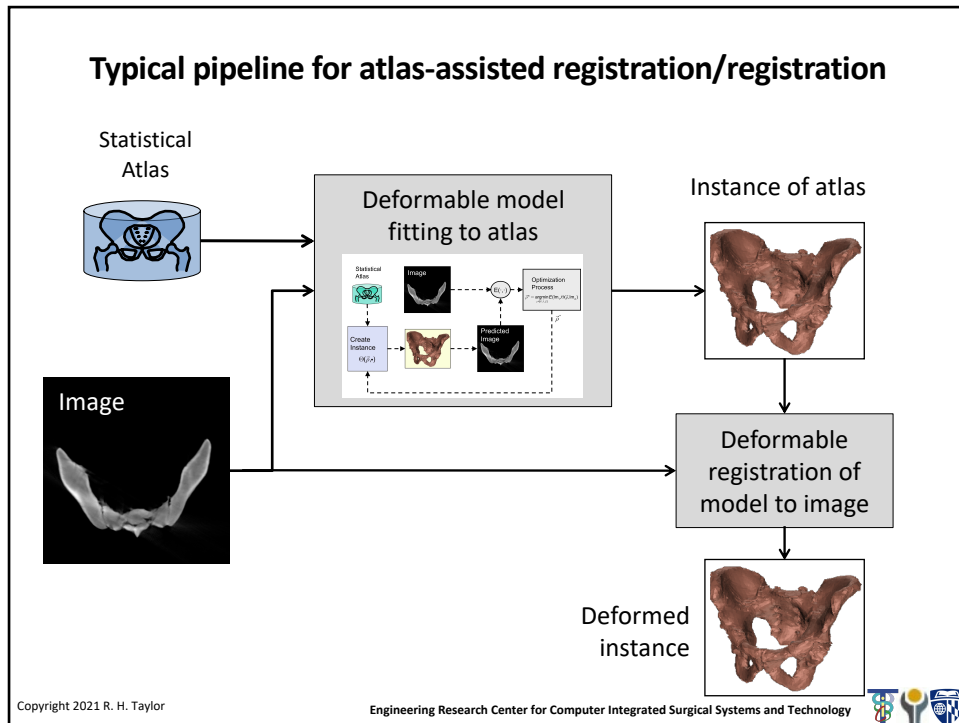 Typical pipeline for atlas-assisted registration/registration
Statistical
Atlas
Deformable model
fitting to atlas
Instance of atlas
Statistical
Atlas
Image
E(·,·)
Optimization
Process
Create
Instance
Predicted
Image
Image
Deformable
registration of
model to image
Deformed
instance
Copyright 2021 R. H. Taylor
Engineering Research Center for Computer Integrated Surgical Systems and Technology